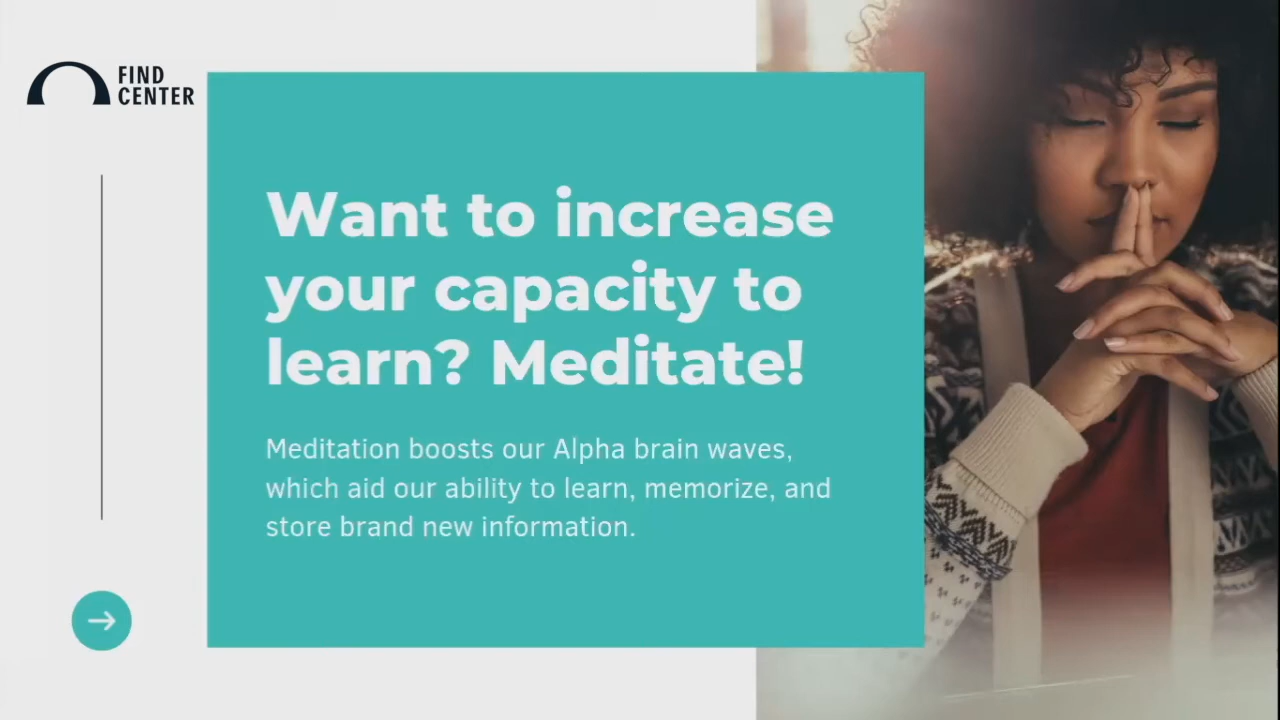 FIND
CENTER
Want to increase
your capacity to
learn? Meditate!
Meditation boosts our Alpha brain waves,
which aid our ability to learn, memorize, and
store brand new information.